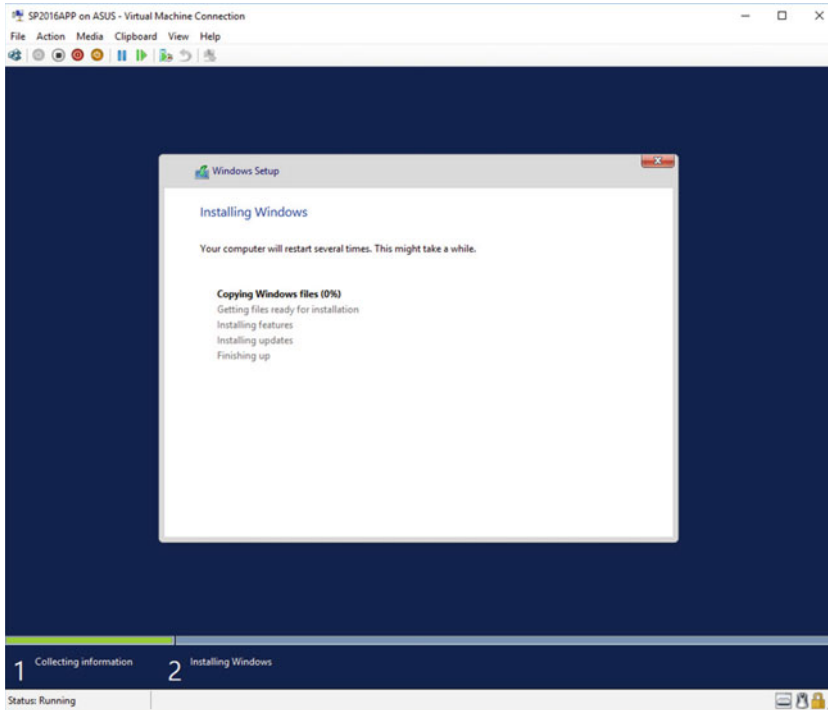 SP2016APP on ASUS - Virtual Machine Connection
File Action Media Clipboard View Help
Windows Setup
Installing Windows
Your computer will restart several times. This might take a while.
Copying Windows files (0%)
Getting files ready for installation
Installing features
Installing updates
Finishing up
1 Collecting information 2 Installing Windows
Status: Running